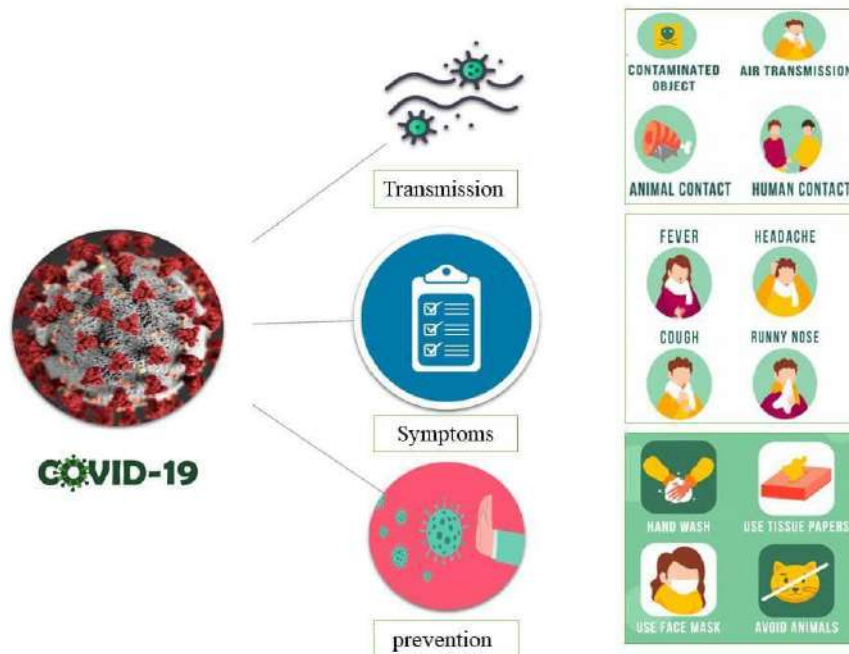 CONTAMINATED
OBJECT
AIR TRANSMISSION
ANIMAL CONTACT
HUMAN CONTACT
Transmission
FEVER
HEADACHE
COUGH
RUNNY NOSE
Symptoms
COVID-19
HAND WASH
USE TISSUE PAPERS
USE FACE MASK
AVOID ANIMALS
prevention